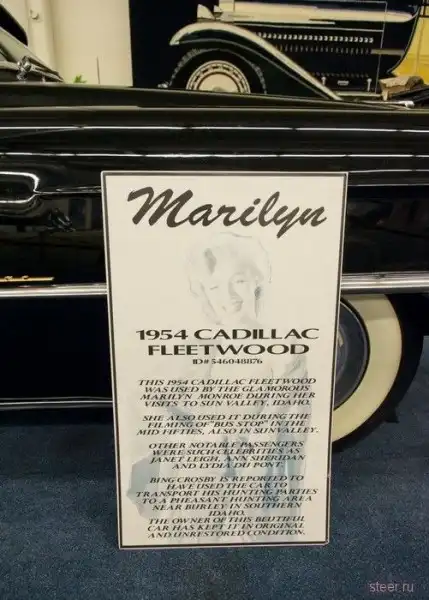 Marilyn
1954 CADILLAC
FLEETWOOD
ID# 546048876
THIS 1954 CADILLAC FLEETWOOD
WAS USED BY THE GLAMOROUS
MARILYN MONROE DURING HER
VISITS TO SUN VALLEY, IDAHO.
SHE ALSO USED IT DURING THE
FILMING OF "BUS STOP" IN THE
MID FIFTIES, ALSO IN SUNVALLEY.
OTHER NOTABLE PASSENGERS
WERE SUCH CELEBRITIES AS
JANET LEIGH, ANN SHERIDAN
AND LYDIA DU PONT.
BING CROSBY IS REPORTED TO
HAVE USED THE CAR TO
TRANSPORT HIS HUNTING PARTIES
TO A PHEASANT HUNTING AREA
NEAR BURLEY IN SOUTHERN
IDAHO.
THE OWNER OF THIS BEUTIFUL
CAR HAS KEPT IT IN ORIGINAL
AND UNRESTORED CONDITION.
steer.ru